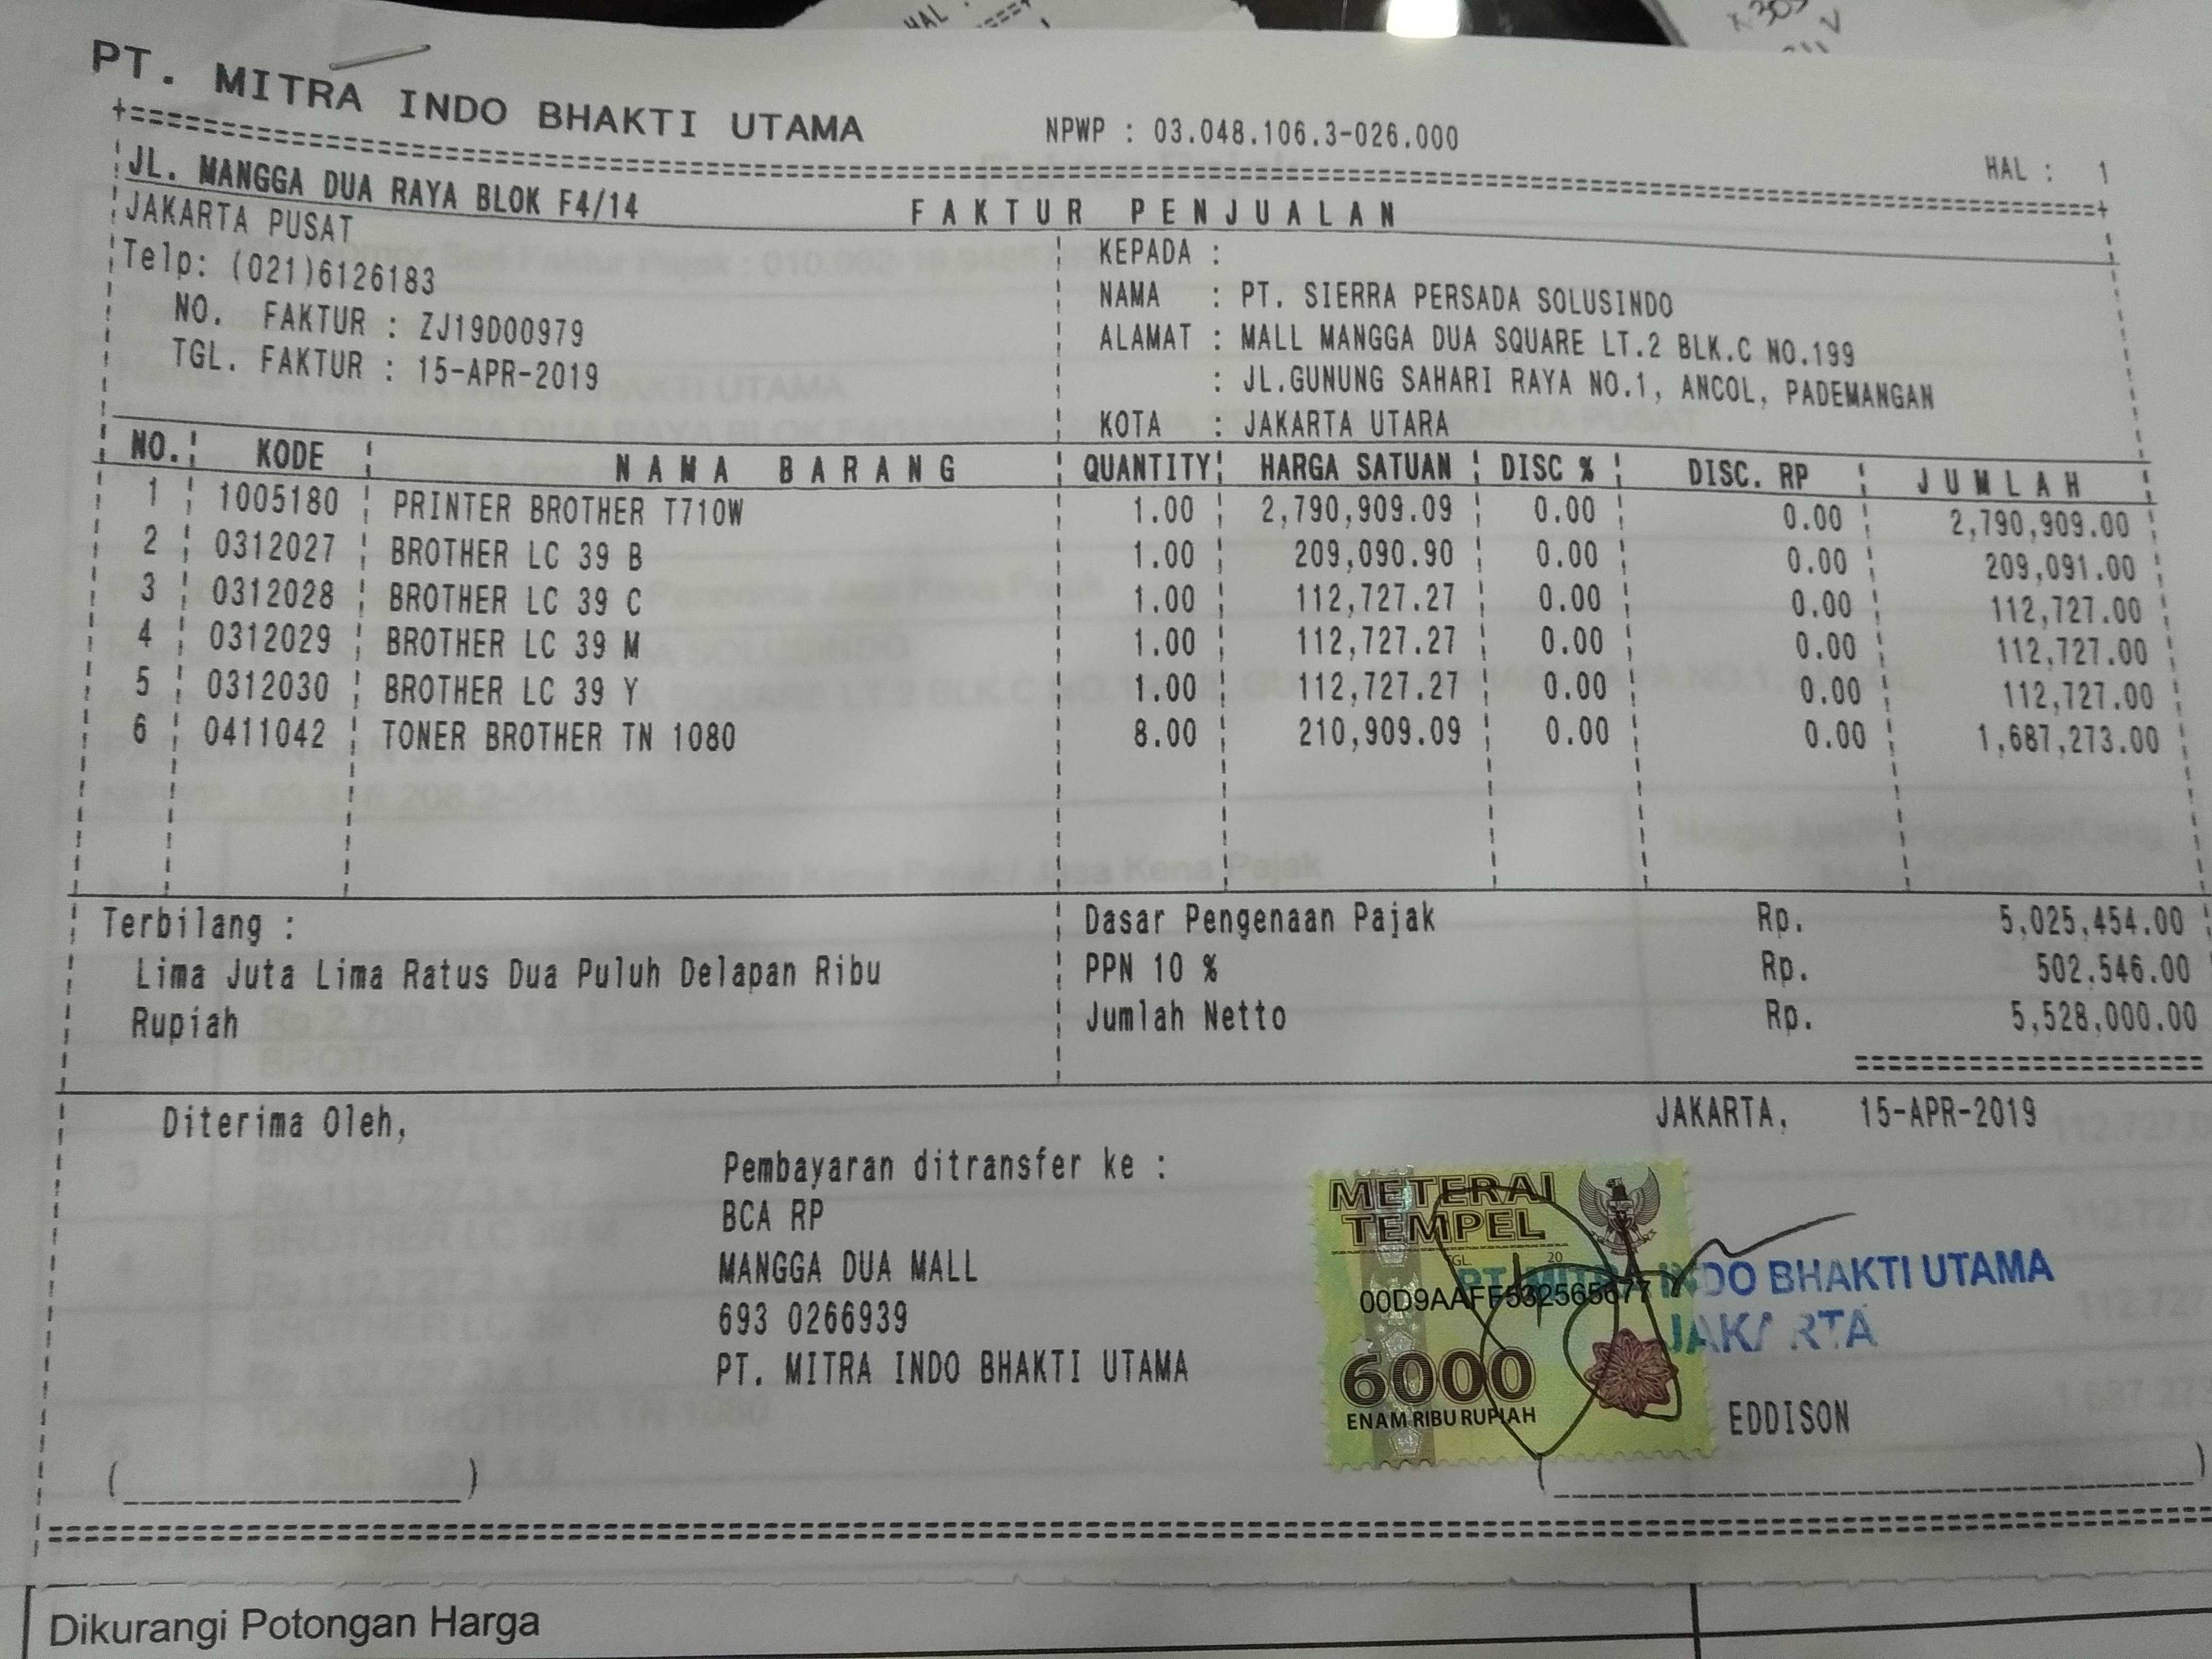 PT. MITRA INDO BHAKTI UTAMA NPWP : 03.048.106.3-026.000 HAL : 1
JL. MANGGA DUA RAYA BLOK F4/14 FAKTUR PENJUALAN
JAKARTA PUSAT KEPADA :
Telp: (021)6126183 NAMA : PT. SIERRA PERSADA SOLUSINDO
NO. FAKTUR : ZJ19D00979 ALAMAT : MALL MANGGA DUA SQUARE LT.2 BLK.C NO.199
TGL. FAKTUR : 15-APR-2019 : JL.GUNUNG SAHARI RAYA NO.1, ANCOL, PADEMANGAN
KOTA : JAKARTA UTARA
NO. KODE NAMA BARANG QUANTITY HARGA SATUAN DISC % DISC. RP JUMLAH
1 1005180 PRINTER BROTHER T710W 1.00 2,790,909.09 0.00 0.00 2,790,909.00
2 0312027 BROTHER LC 39 B 1.00 209,090.90 0.00 0.00 209,091.00
3 0312028 BROTHER LC 39 C 1.00 112,727.27 0.00 0.00 112,727.00
4 0312029 BROTHER LC 39 M 1.00 112,727.27 0.00 0.00 112,727.00
5 0312030 BROTHER LC 39 Y 1.00 112,727.27 0.00 0.00 112,727.00
6 0411042 TONER BROTHER TN 1080 8.00 210,909.09 0.00 0.00 1,687,273.00
Terbilang : Dasar Pengenaan Pajak Rp. 5,025,454.00
Lima Juta Lima Ratus Dua Puluh Delapan Ribu PPN 10 % Rp. 502,546.00
Rupiah Jumlah Netto Rp. 5,528,000.00
Diterima Oleh, JAKARTA, 15-APR-2019
Pembayaran ditransfer ke :
BCA RP
MANGGA DUA MALL
693 0266939
PT. MITRA INDO BHAKTI UTAMA
METERAI
TEMPEL
TGL. 20
PT. MITRA INDO BHAKTI UTAMA
00D9AAFF532565677
JAKARTA
6000
ENAM RIBU RUPIAH
EDDISON
Dikurangi Potongan Harga